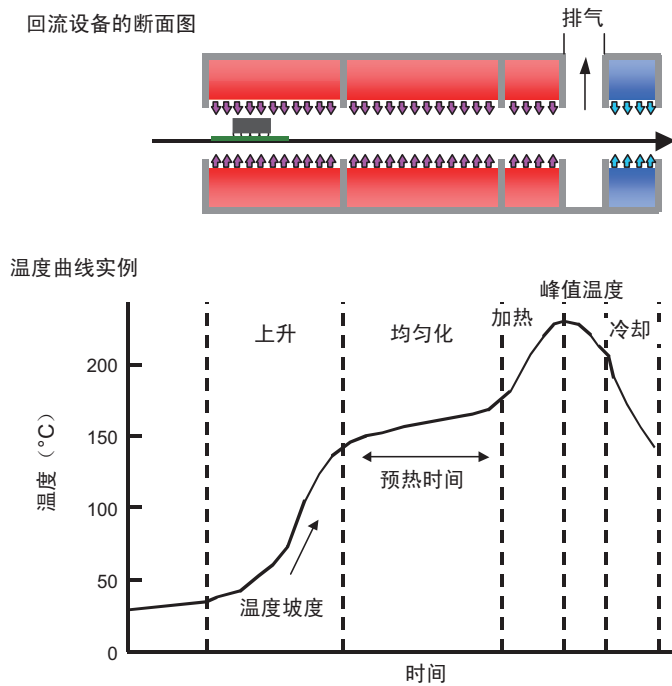 回流设备的断面图
排气
温度曲线实例
峰值温度
加热
上升
均匀化
冷却
200
150
100
50
0
温度（°C）
预热时间
温度坡度
时间